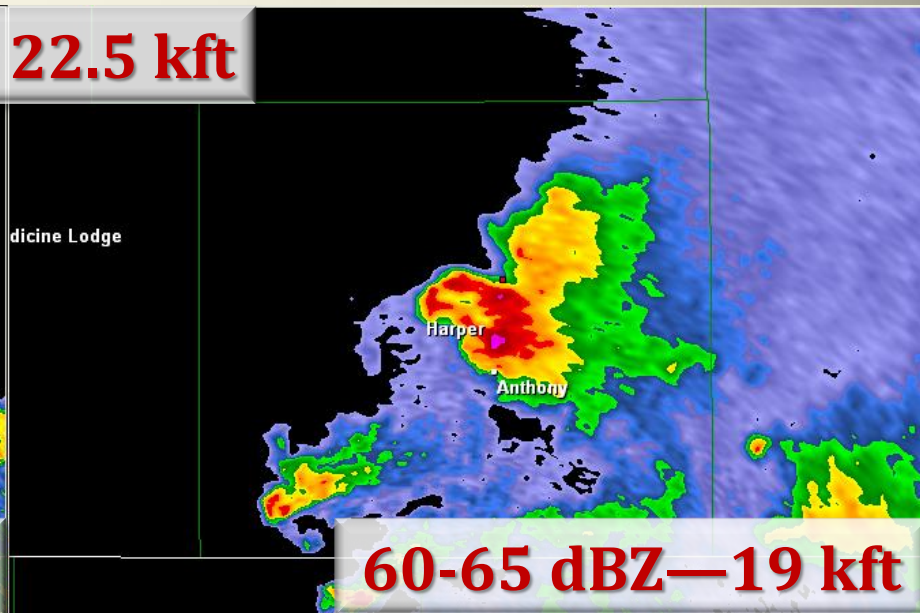 22.5 kft
dicine Lodge
Harper
Anthony
60-65 dBZ—19 kft